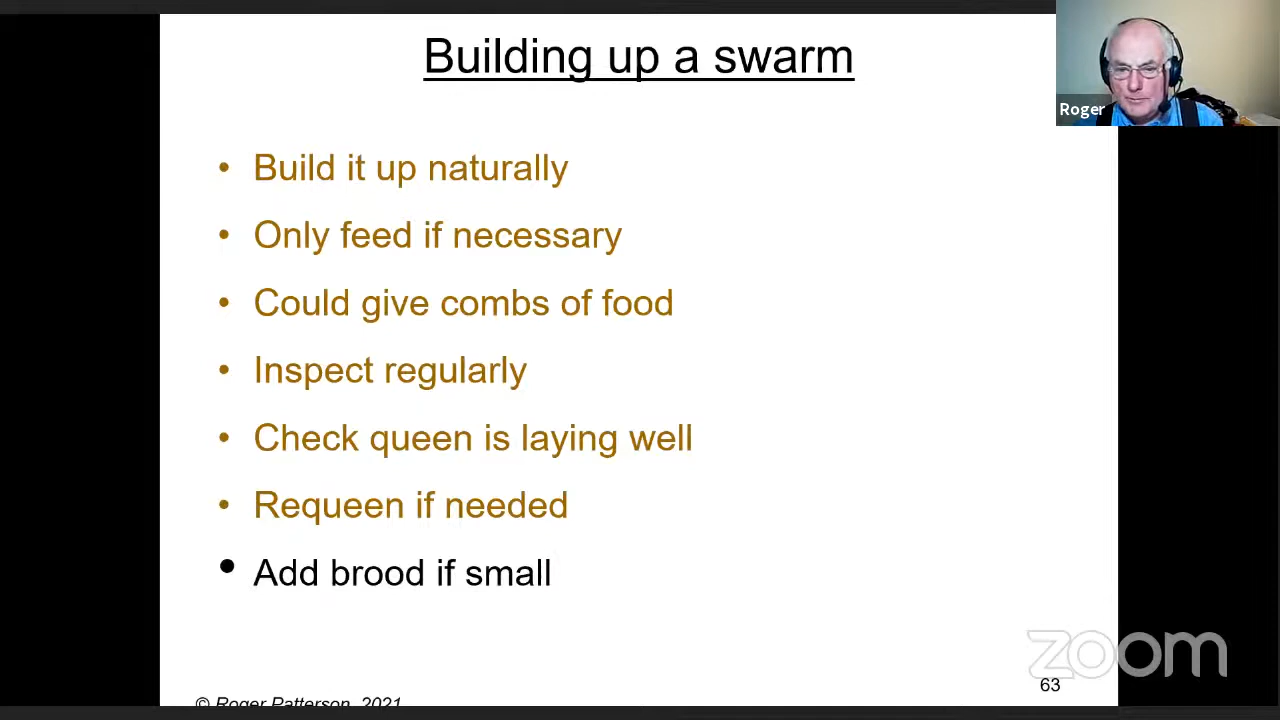 Building up a swarm
Roger
• Build it up naturally
• Only feed if necessary
• Could give combs of food
• Inspect regularly
• Check queen is laying well
• Requeen if needed
• Add brood if small
zoom
63
© Roger Patterson, 2021